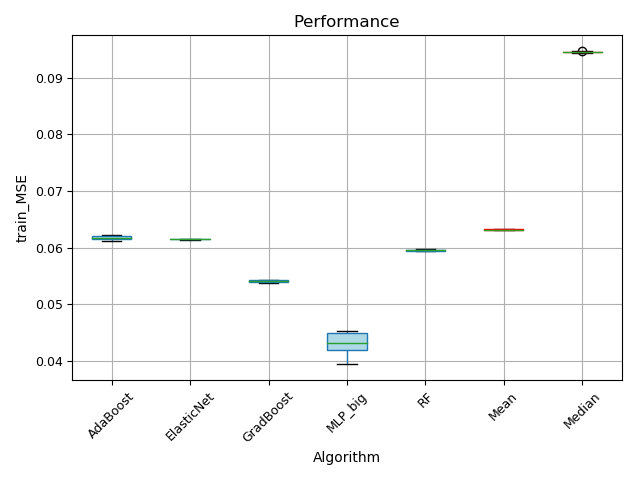 Performance
train_MSE
0.09
0.08
0.07
0.06
0.05
0.04
AdaBoost
ElasticNet
GradBoost
MLP_big
RF
Mean
Median
Algorithm